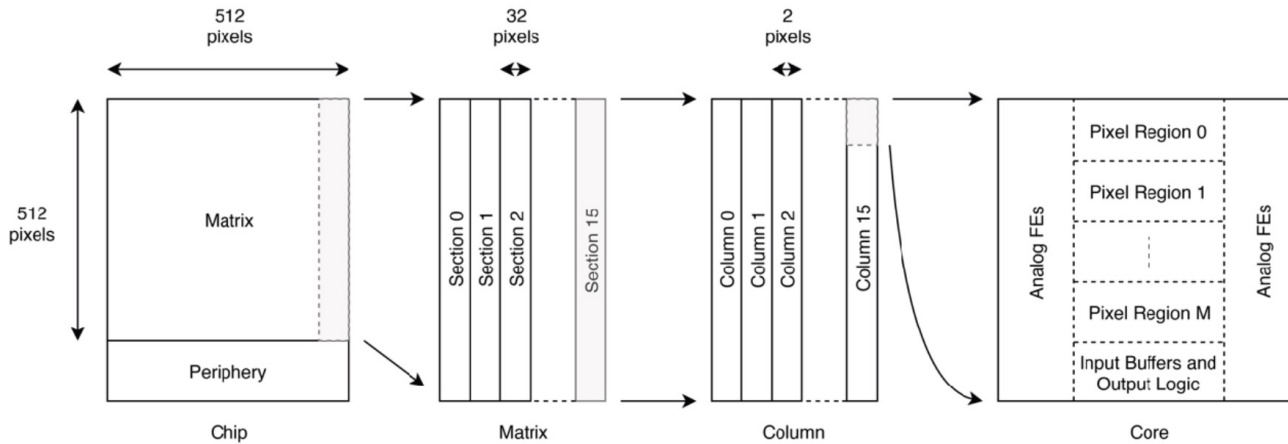 512
pixels
32
pixels
2
pixels
512
pixels
Matrix
Periphery
Chip
Section 0
Section 1
Section 2
Section 15
Matrix
Column 0
Column 1
Column 2
Column 15
Column
Analog FEs
Pixel Region 0
Pixel Region 1
Pixel Region M
Input Buffers and
Output Logic
Analog FEs
Core